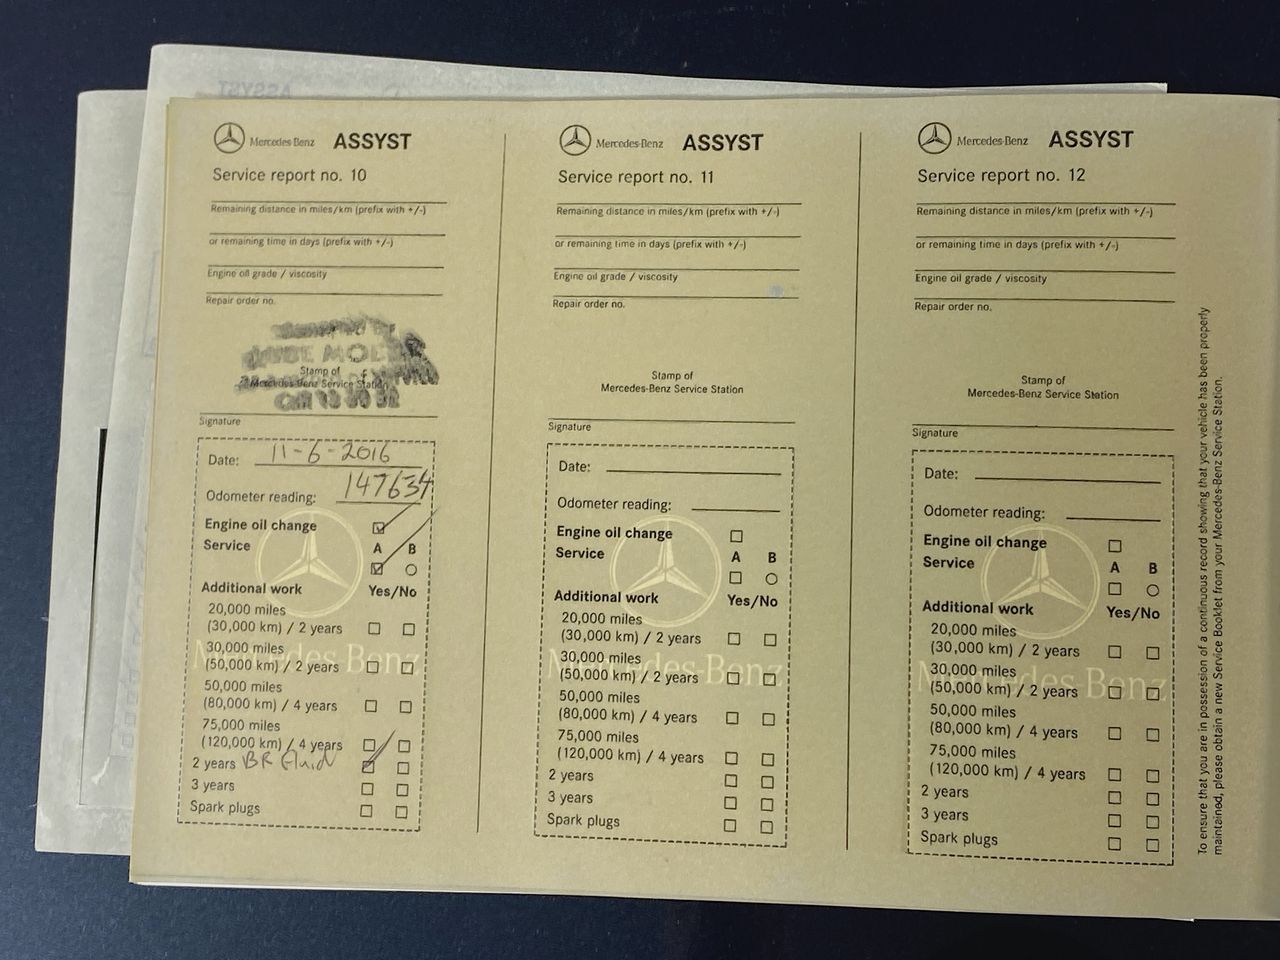 Mercedes-Benz ASSYST
Service report no. 10
Remaining distance in miles/km (prefix with +/-)
or remaining time in days (prefix with +/-)
Engine oil grade / viscosity
Repair order no.
Stamp of
Mercedes-Benz Service Station
Signature
Date: 11-6-2016
Odometer reading: 147634
Engine oil change
Service A B
Additional work Yes/No
20,000 miles
(30,000 km) / 2 years
30,000 miles
(50,000 km) / 2 years
50,000 miles
(80,000 km) / 4 years
75,000 miles
(120,000 km) / 4 years
2 years BR Fluid
3 years
Spark plugs
Mercedes-Benz
Mercedes-Benz ASSYST
Service report no. 11
Remaining distance in miles/km (prefix with +/-)
or remaining time in days (prefix with +/-)
Engine oil grade / viscosity
Repair order no.
Stamp of
Mercedes-Benz Service Station
Signature
Date:
Odometer reading:
Engine oil change
Service A B
Additional work Yes/No
20,000 miles
(30,000 km) / 2 years
30,000 miles
(50,000 km) / 2 years
50,000 miles
(80,000 km) / 4 years
75,000 miles
(120,000 km) / 4 years
2 years
3 years
Spark plugs
Mercedes-Benz
Mercedes-Benz ASSYST
Service report no. 12
Remaining distance in miles/km (prefix with +/-)
or remaining time in days (prefix with +/-)
Engine oil grade / viscosity
Repair order no.
Stamp of
Mercedes-Benz Service Station
Signature
Date:
Odometer reading:
Engine oil change
Service A B
Additional work Yes/No
20,000 miles
(30,000 km) / 2 years
30,000 miles
(50,000 km) / 2 years
50,000 miles
(80,000 km) / 4 years
75,000 miles
(120,000 km) / 4 years
2 years
3 years
Spark plugs
Mercedes-Benz
To ensure that you are in possession of a continuous record showing that your vehicle has been properly
maintained, please obtain a new Service Booklet from your Mercedes-Benz Service Station.
ASSYST